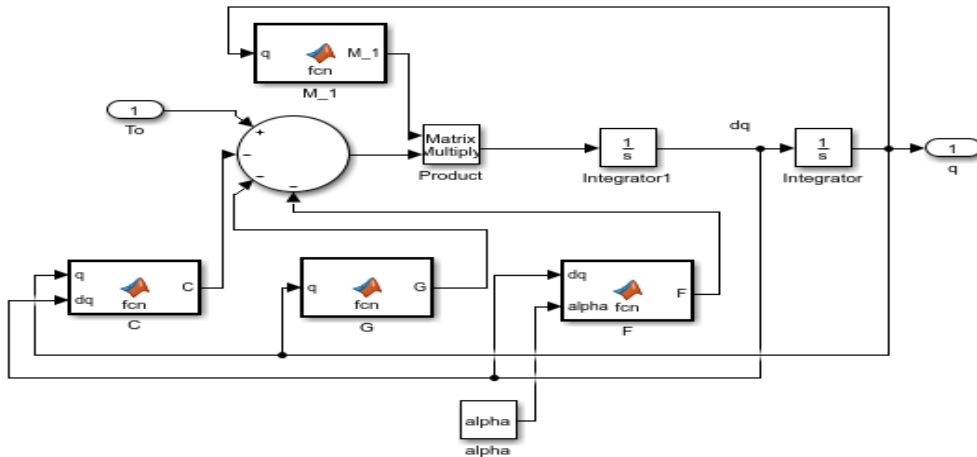 q
M_1
fcn
M_1
1
To
+
−
−
−
Matrix
Multiply
Product
1
s
Integrator1
dq
1
s
Integrator
1
q
q
dq
C
fcn
C
q
G
fcn
G
dq
alpha
F
fcn
F
alpha
alpha